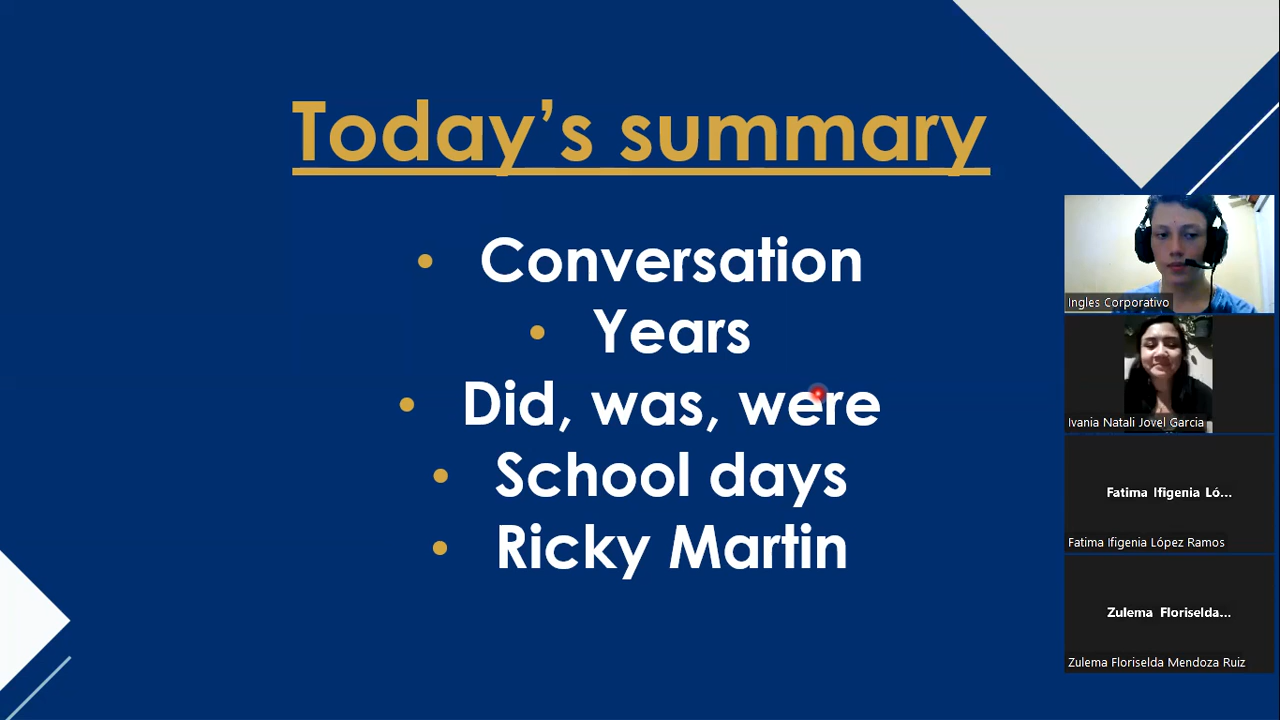 Today's summary
• Conversation
• Years
• Did, was, were
• School days
• Ricky Martin
Ingles Corporativo
Ivania Natali Jovel Garcia
Fatima Ifigenia Ló...
Fatima Ifigenia López Ramos
Zulema Floriselda...
Zulema Floriselda Mendoza Ruiz